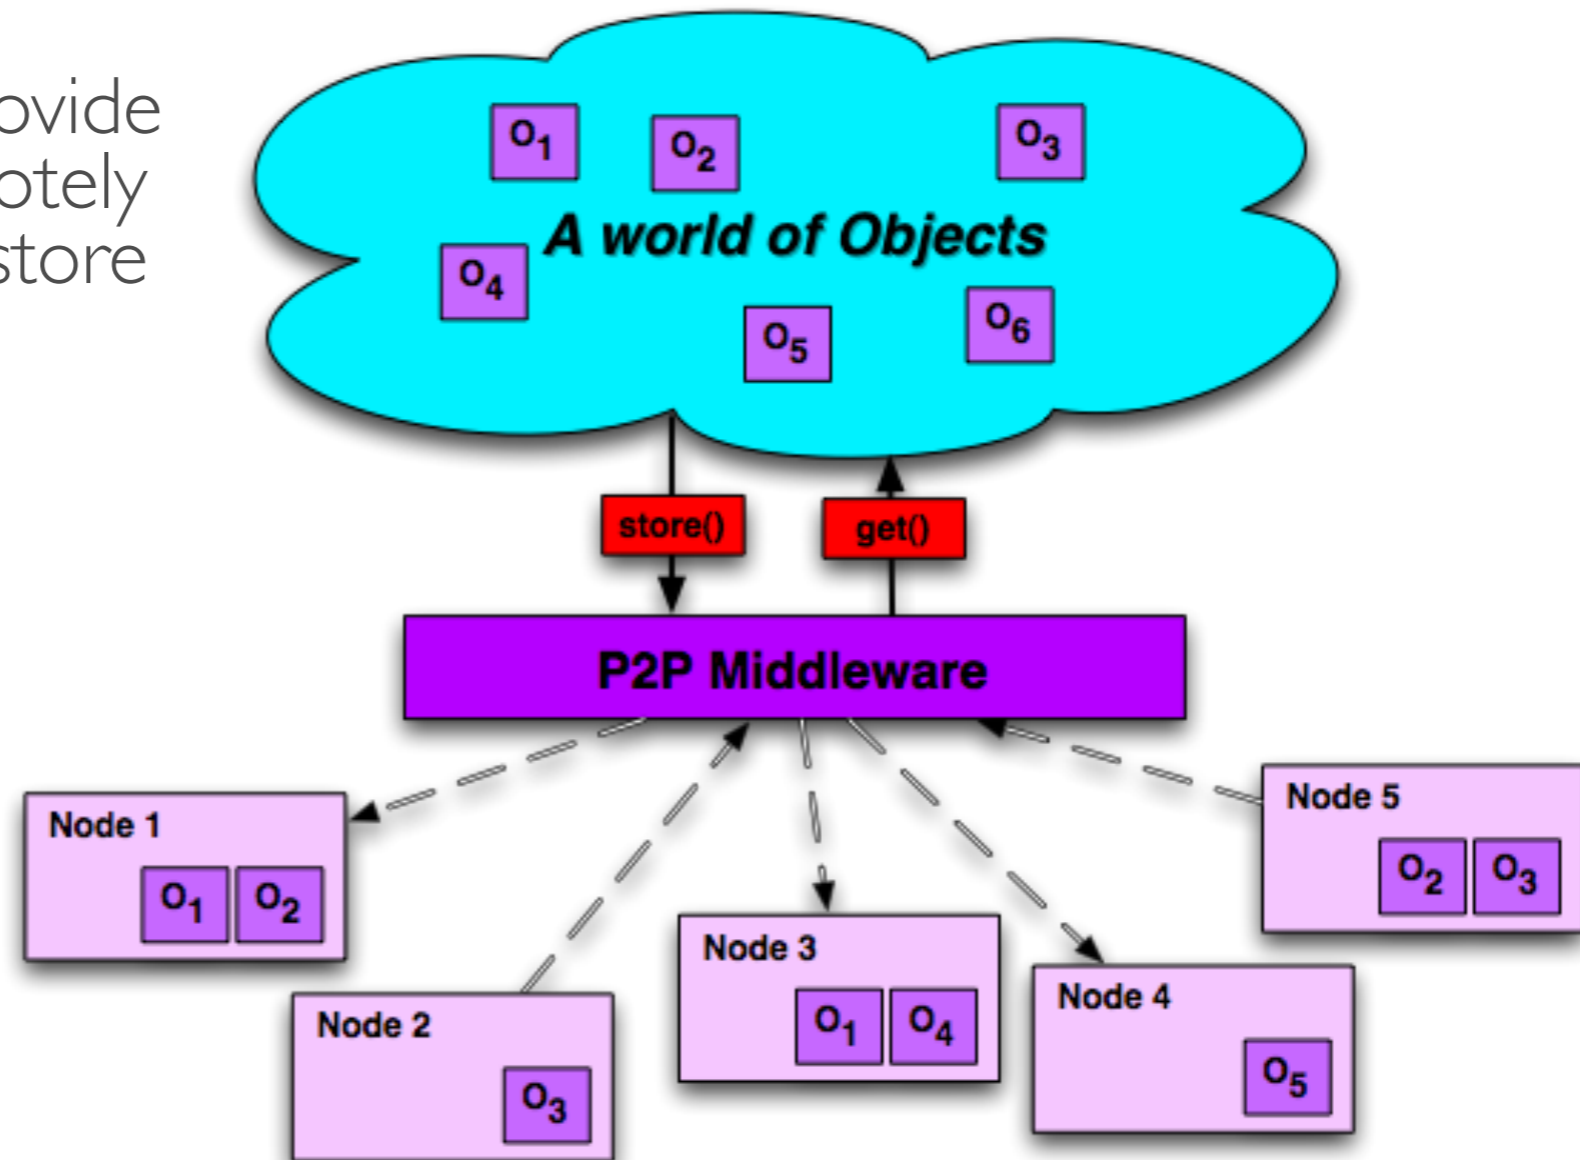 ovide
otely
store
O1
O2
O3
A world of Objects
O4
O5
O6
store()
get()
P2P Middleware
Node 1
O1 O2
Node 2
O3
Node 3
O1 O4
Node 4
O5
Node 5
O2 O3